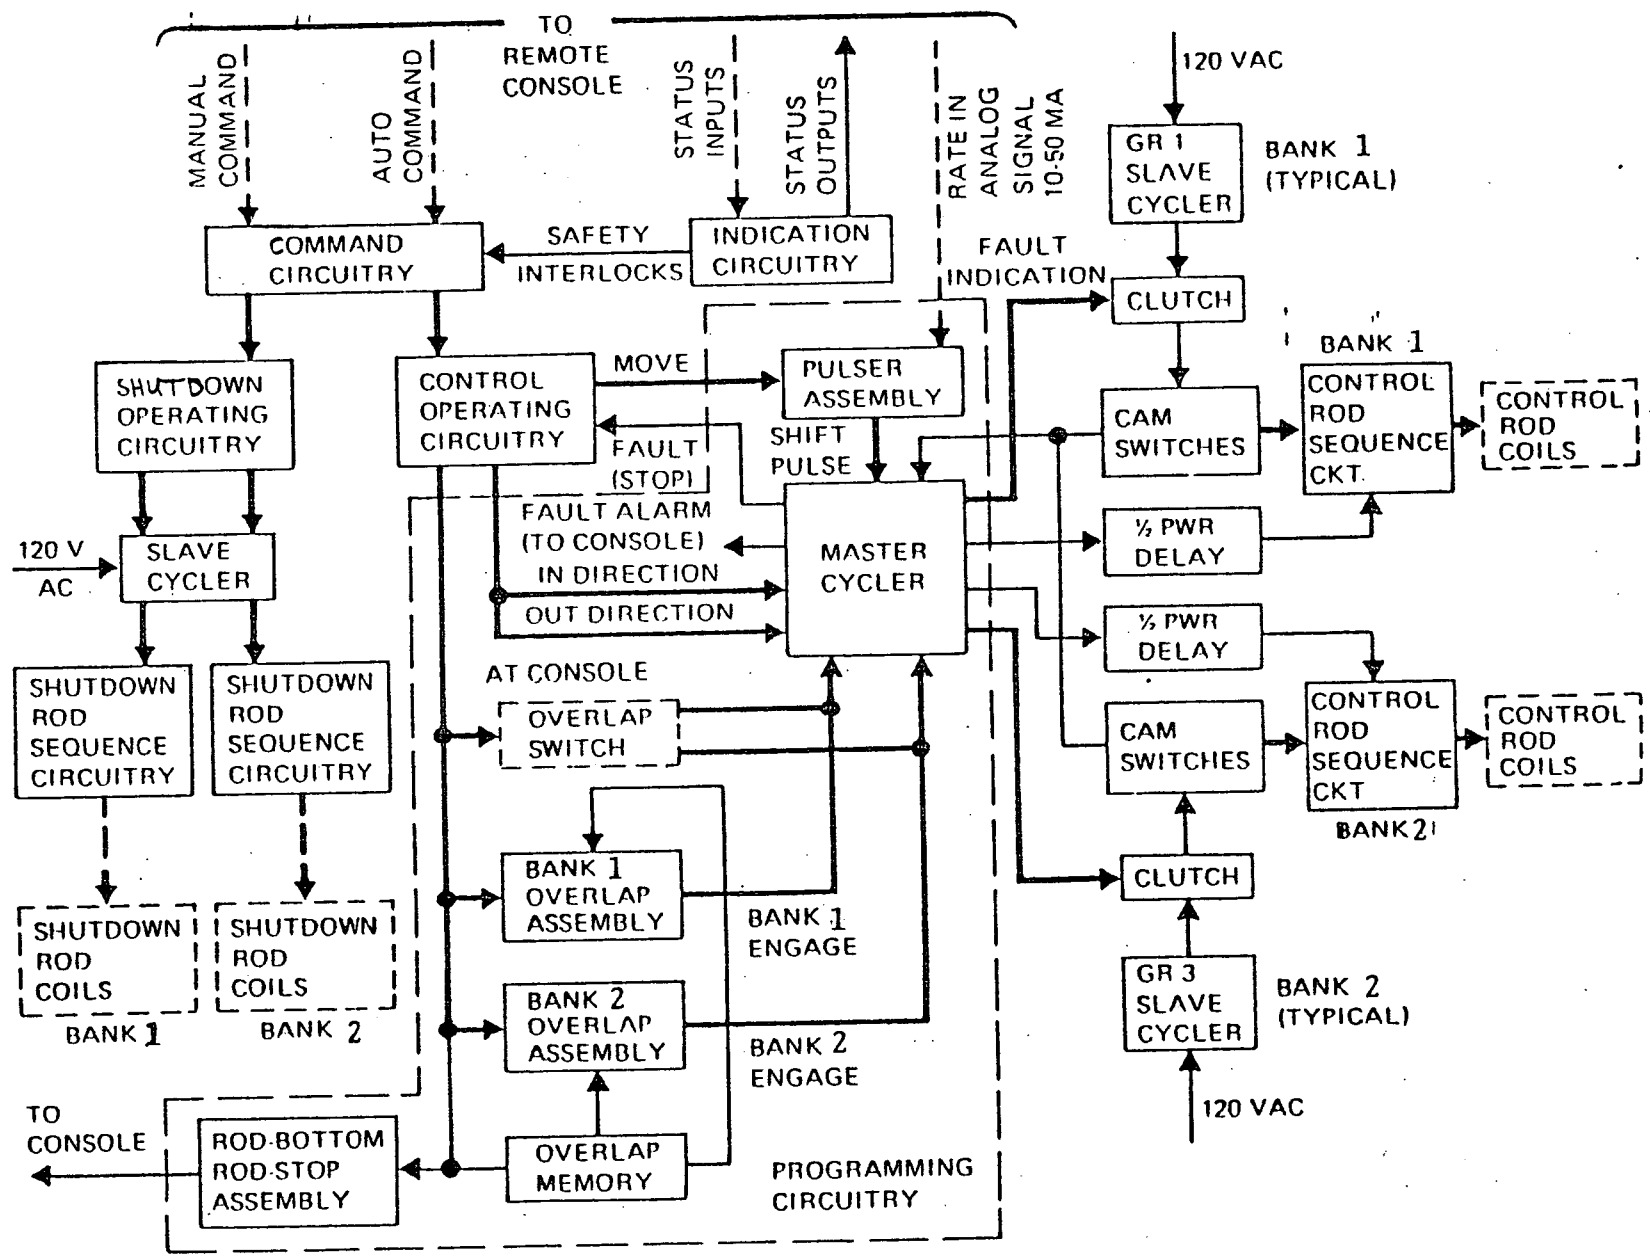 TO
REMOTE
CONSOLE
MANUAL
COMMAND
AUTO
COMMAND
STATUS
INPUTS
STATUS
OUTPUTS
RATE IN
ANALOG
SIGNAL
10-50 MA
120 VAC
GR 1
SLAVE
CYCLER
BANK 1
(TYPICAL)
COMMAND
CIRCUITRY
SAFETY
INTERLOCKS
INDICATION
CIRCUITRY
FAULT
INDICATION
CLUTCH
SHUTDOWN
OPERATING
CIRCUITRY
CONTROL
OPERATING
CIRCUITRY
MOVE
PULSER
ASSEMBLY
FAULT
(STOP)
SHIFT
PULSE
CAM
SWITCHES
BANK 1
CONTROL
ROD
SEQUENCE
CKT.
CONTROL
ROD
COILS
120 V
AC
SLAVE
CYCLER
FAULT ALARM
(TO CONSOLE)
IN DIRECTION
OUT DIRECTION
MASTER
CYCLER
½ PWR
DELAY
½ PWR
DELAY
SHUTDOWN
ROD
SEQUENCE
CIRCUITRY
SHUTDOWN
ROD
SEQUENCE
CIRCUITRY
AT CONSOLE
OVERLAP
SWITCH
CAM
SWITCHES
CONTROL
ROD
SEQUENCE
CKT
BANK 2
CONTROL
ROD
COILS
BANK 1
OVERLAP
ASSEMBLY
BANK 1
ENGAGE
CLUTCH
SHUTDOWN
ROD
COILS
BANK 1
SHUTDOWN
ROD
COILS
BANK 2
BANK 2
OVERLAP
ASSEMBLY
BANK 2
ENGAGE
GR 3
SLAVE
CYCLER
BANK 2
(TYPICAL)
120 VAC
TO
CONSOLE
ROD-BOTTOM
ROD-STOP
ASSEMBLY
OVERLAP
MEMORY
PROGRAMMING
CIRCUITRY